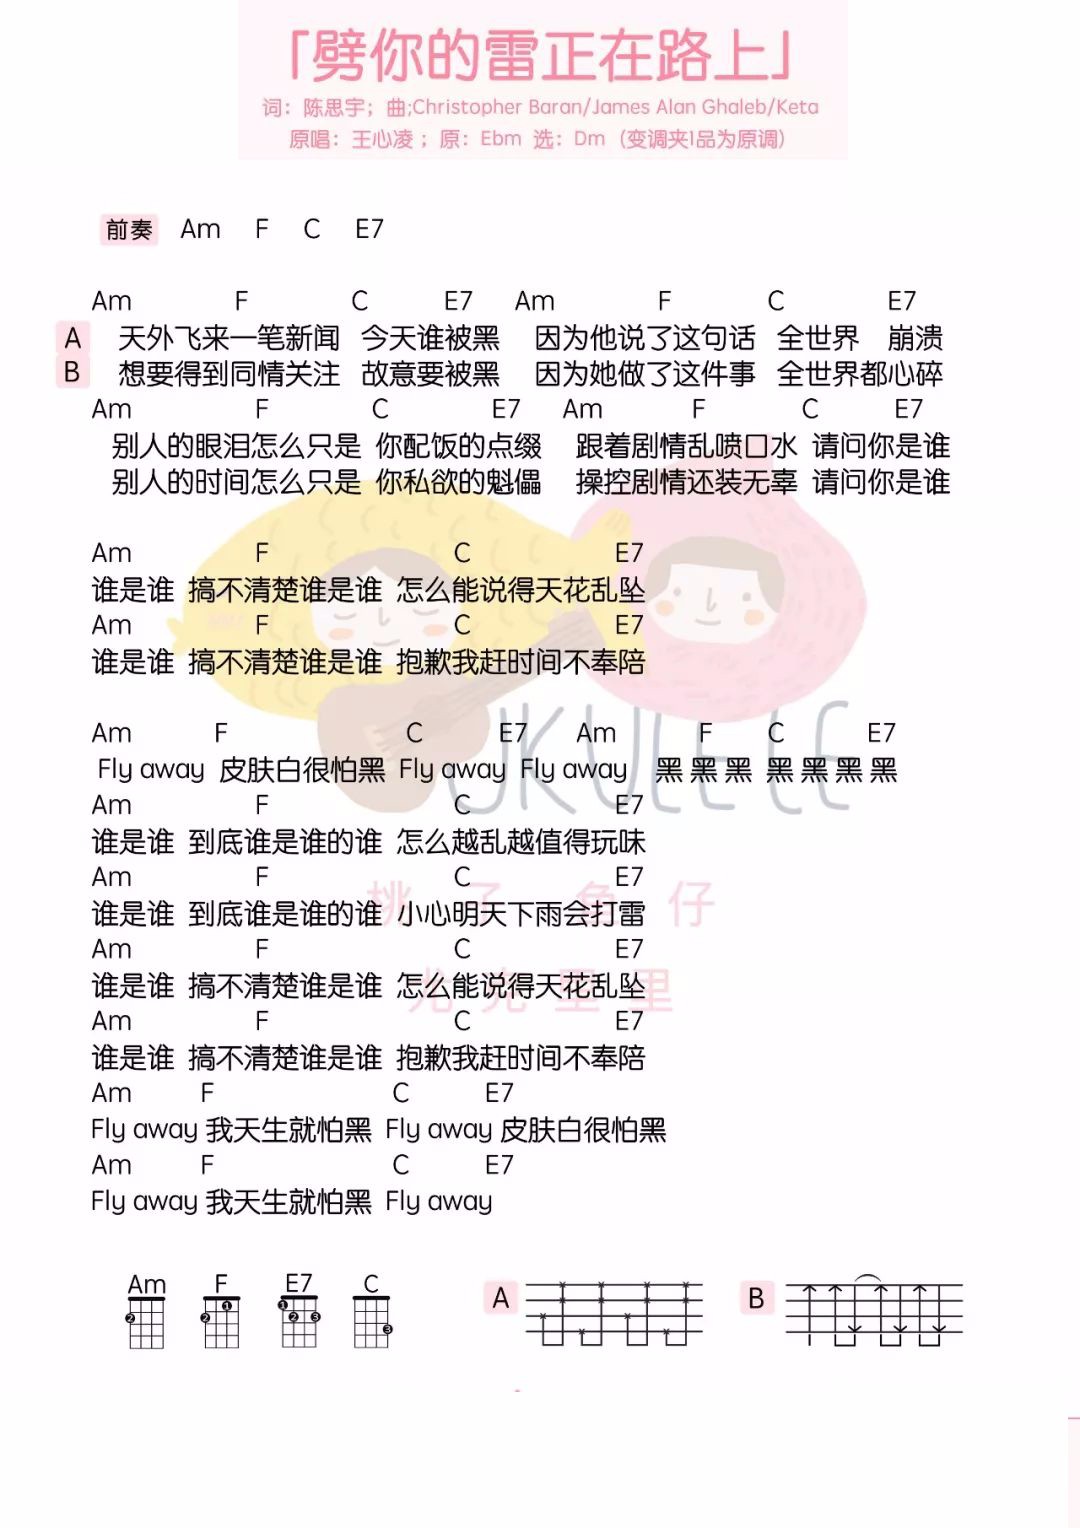 「劈你的雷正在路上」
词：陈思宇；曲;Christopher Baran/James Alan Ghaleb/Keta
原唱：王心凌；原：Ebm 选：Dm（变调夹1品为原调）
前奏 Am F C E7
Am F C E7 Am F C E7
A 天外飞来一笔新闻 今天谁被黑 因为他说了这句话 全世界 崩溃
B 想要得到同情关注 故意要被黑 因为她做了这件事 全世界都心碎
Am F C E7 Am F C E7
别人的眼泪怎么只是 你配饭的点缀 跟着剧情乱喷口水 请问你是谁
别人的时间怎么只是 你私欲的魁儡 操控剧情还装无辜 请问你是谁
Am F C E7
谁是谁 搞不清楚谁是谁 怎么能说得天花乱坠
Am F C E7
谁是谁 搞不清楚谁是谁 抱歉我赶时间不奉陪
Am F C E7 Am F C E7
Fly away 皮肤白很怕黑 Fly away Fly away 黑 黑 黑 黑 黑 黑 黑
UKULELE
Am F C E7
谁是谁 到底谁是谁的谁 怎么越乱越值得玩味
Am F C E7
桃子鱼仔
谁是谁 到底谁是谁的谁 小心明天下雨会打雷
Am F C E7
谁是谁 搞不清楚谁是谁 怎么能说得天花乱坠
尤克里里
Am F C E7
谁是谁 搞不清楚谁是谁 抱歉我赶时间不奉陪
Am F C E7
Fly away 我天生就怕黑 Fly away 皮肤白很怕黑
Am F C E7
Fly away 我天生就怕黑 Fly away
Am F E7 C A B
2 2 1 1 2 3 3